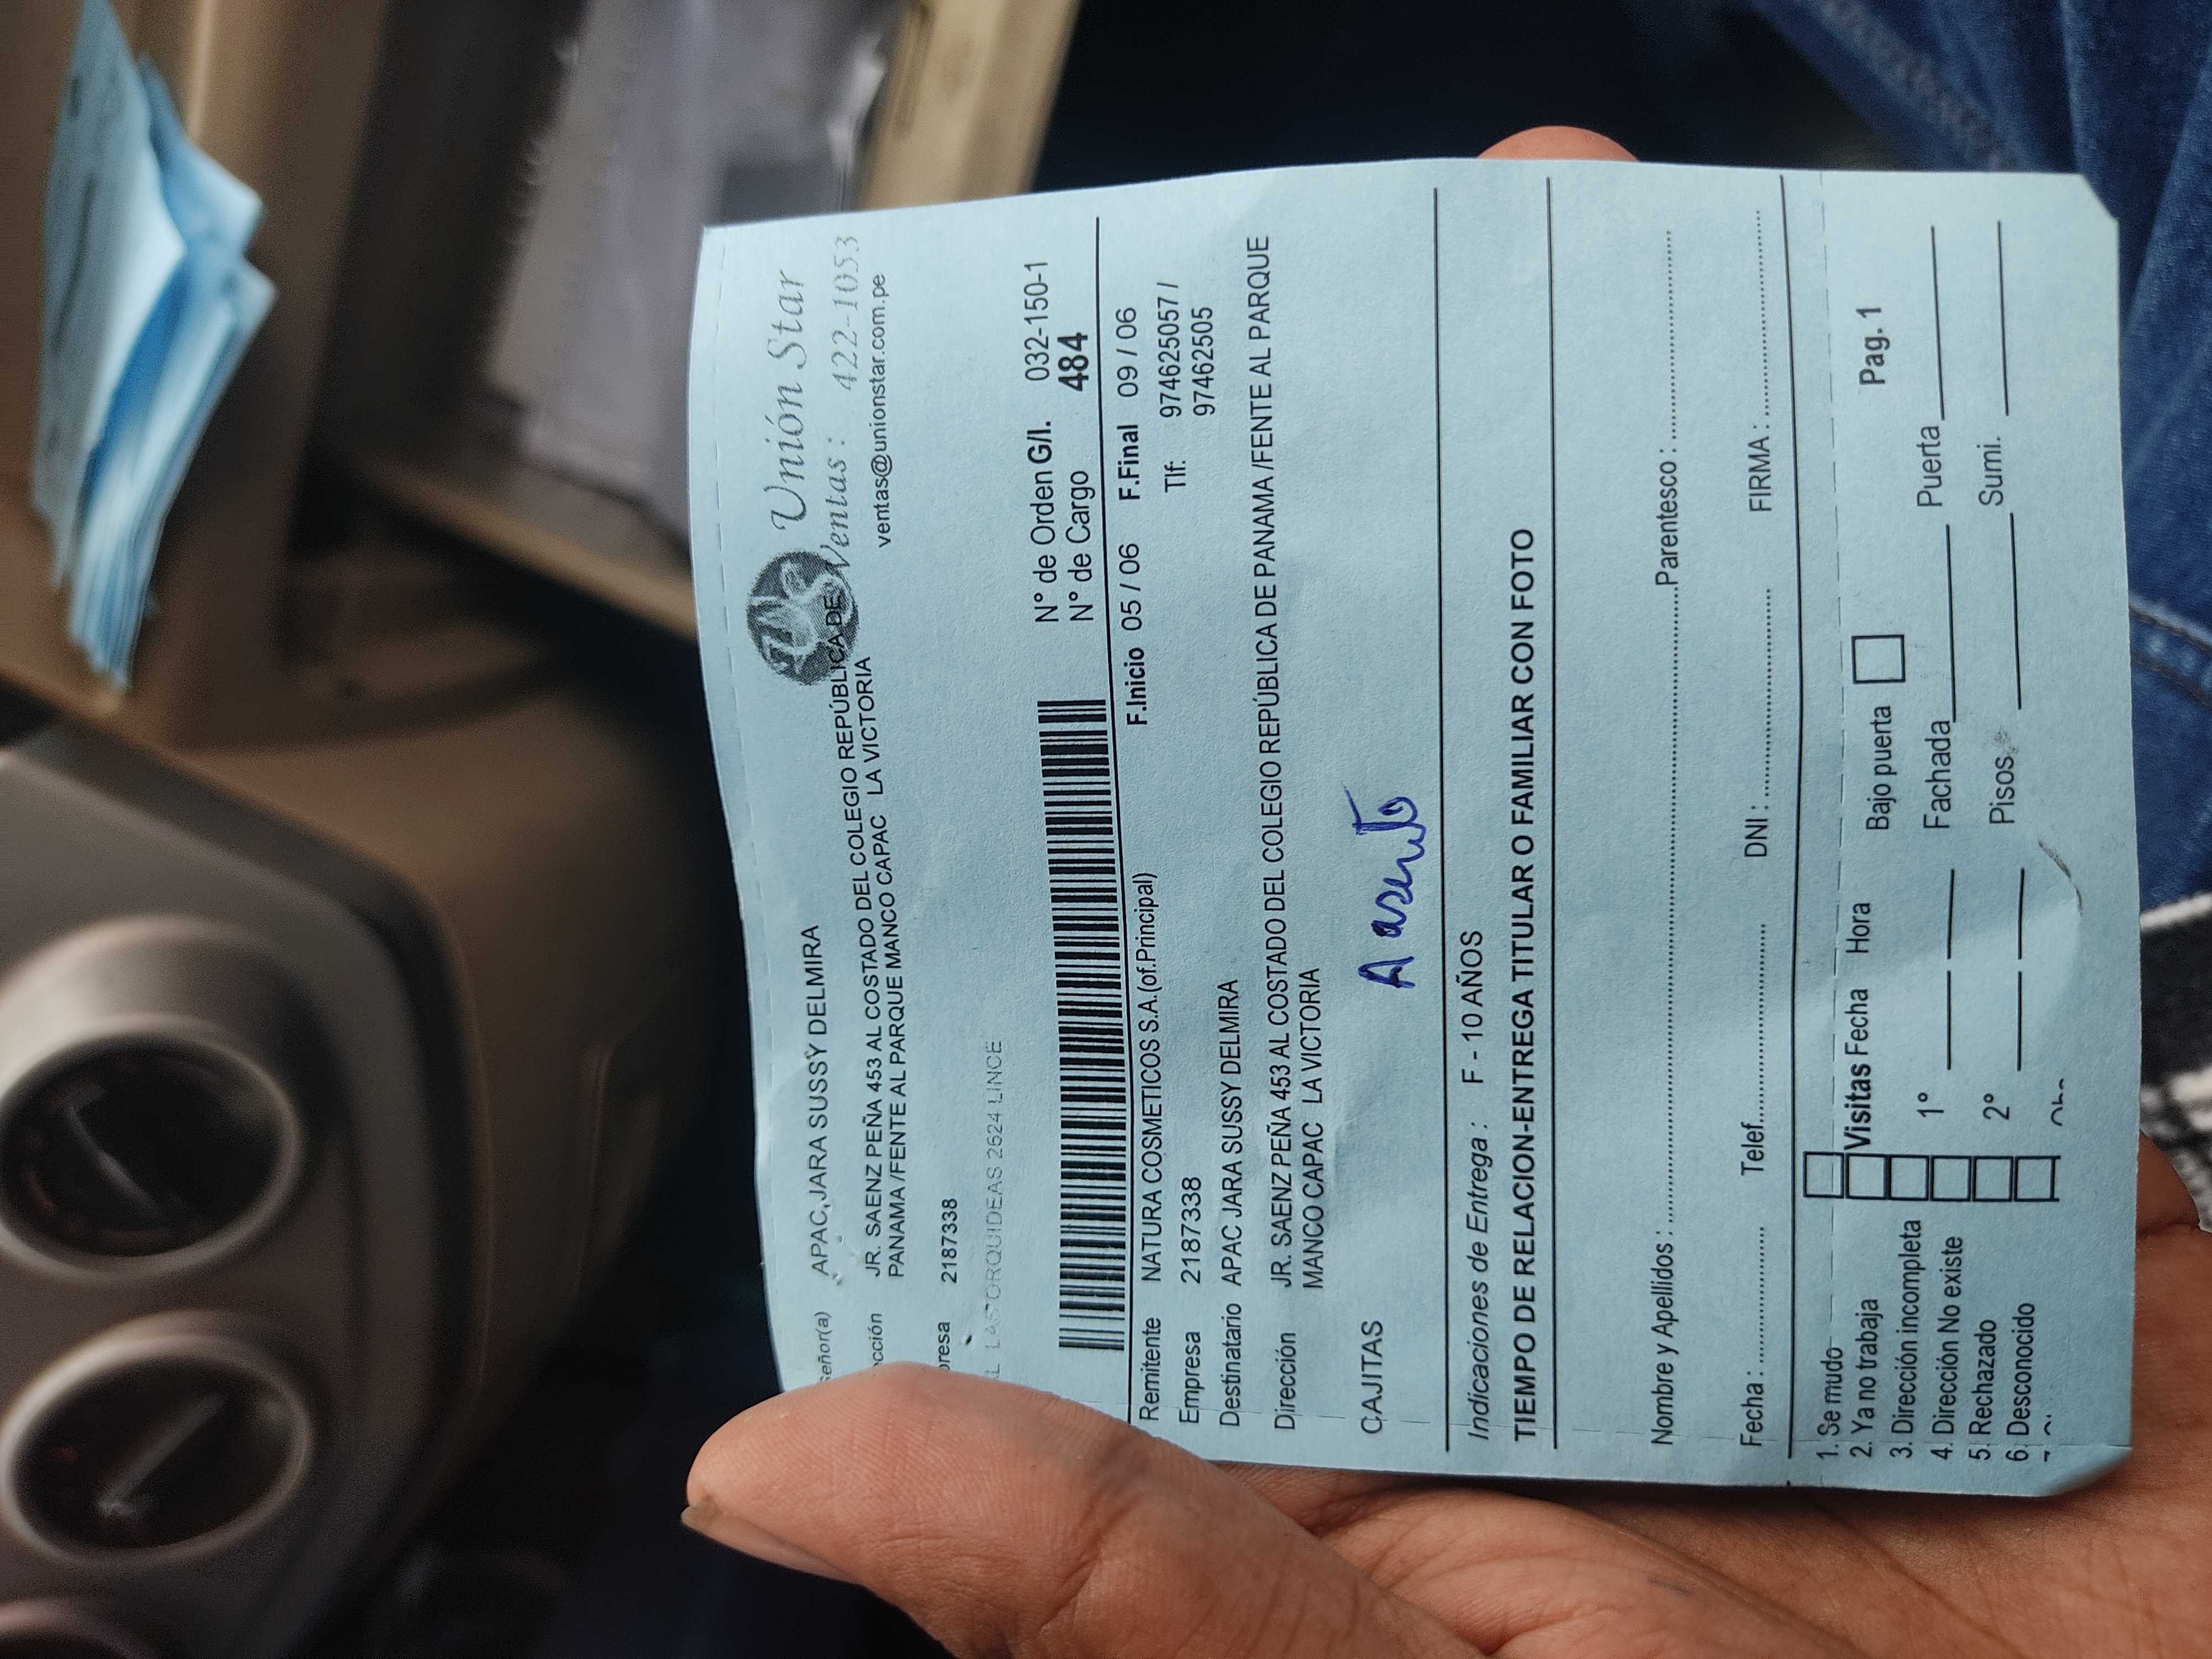 Unión Star
Ventas: 422-1053
ventas@unionstar.com.pe
señor(a) APAC,JARA SUSSY DELMIRA
cción JR. SAENZ PEÑA 453 AL COSTADO DEL COLEGIO REPÚBLICA DE
PANAMA /FENTE AL PARQUE MANCO CAPAC LA VICTORIA
presa 2187338
LAS ORQUIDEAS 2624 LINCE
N° de Orden G/I. 032-150-1
N° de Cargo 484
F.Inicio 05 / 06 F.Final 09 / 06
Remitente NATURA COSMETICOS S.A.(of.Principal)
Tlf: 974625057 /
97462505
Empresa 2187338
Destinatario APAC JARA SUSSY DELMIRA
Dirección JR. SAENZ PEÑA 453 AL COSTADO DEL COLEGIO REPÚBLICA DE PANAMA /FENTE AL PARQUE
MANCO CAPAC LA VICTORIA
CAJITAS
A
Indicaciones de Entrega : F - 10 AÑOS
TIEMPO DE RELACION-ENTREGA TITULAR O FAMILIAR CON FOTO
Nombre y Apellidos : Parentesco :
Fecha : Telef. DNI : FIRMA :
1. Se mudo
2. Ya no trabaja Visitas Fecha Hora Bajo puerta Pag. 1
3. Dirección incompleta
4. Dirección No existe 1° Fachada Puerta
5. Rechazado
6. Desconocido 2° Pisos Sumi.